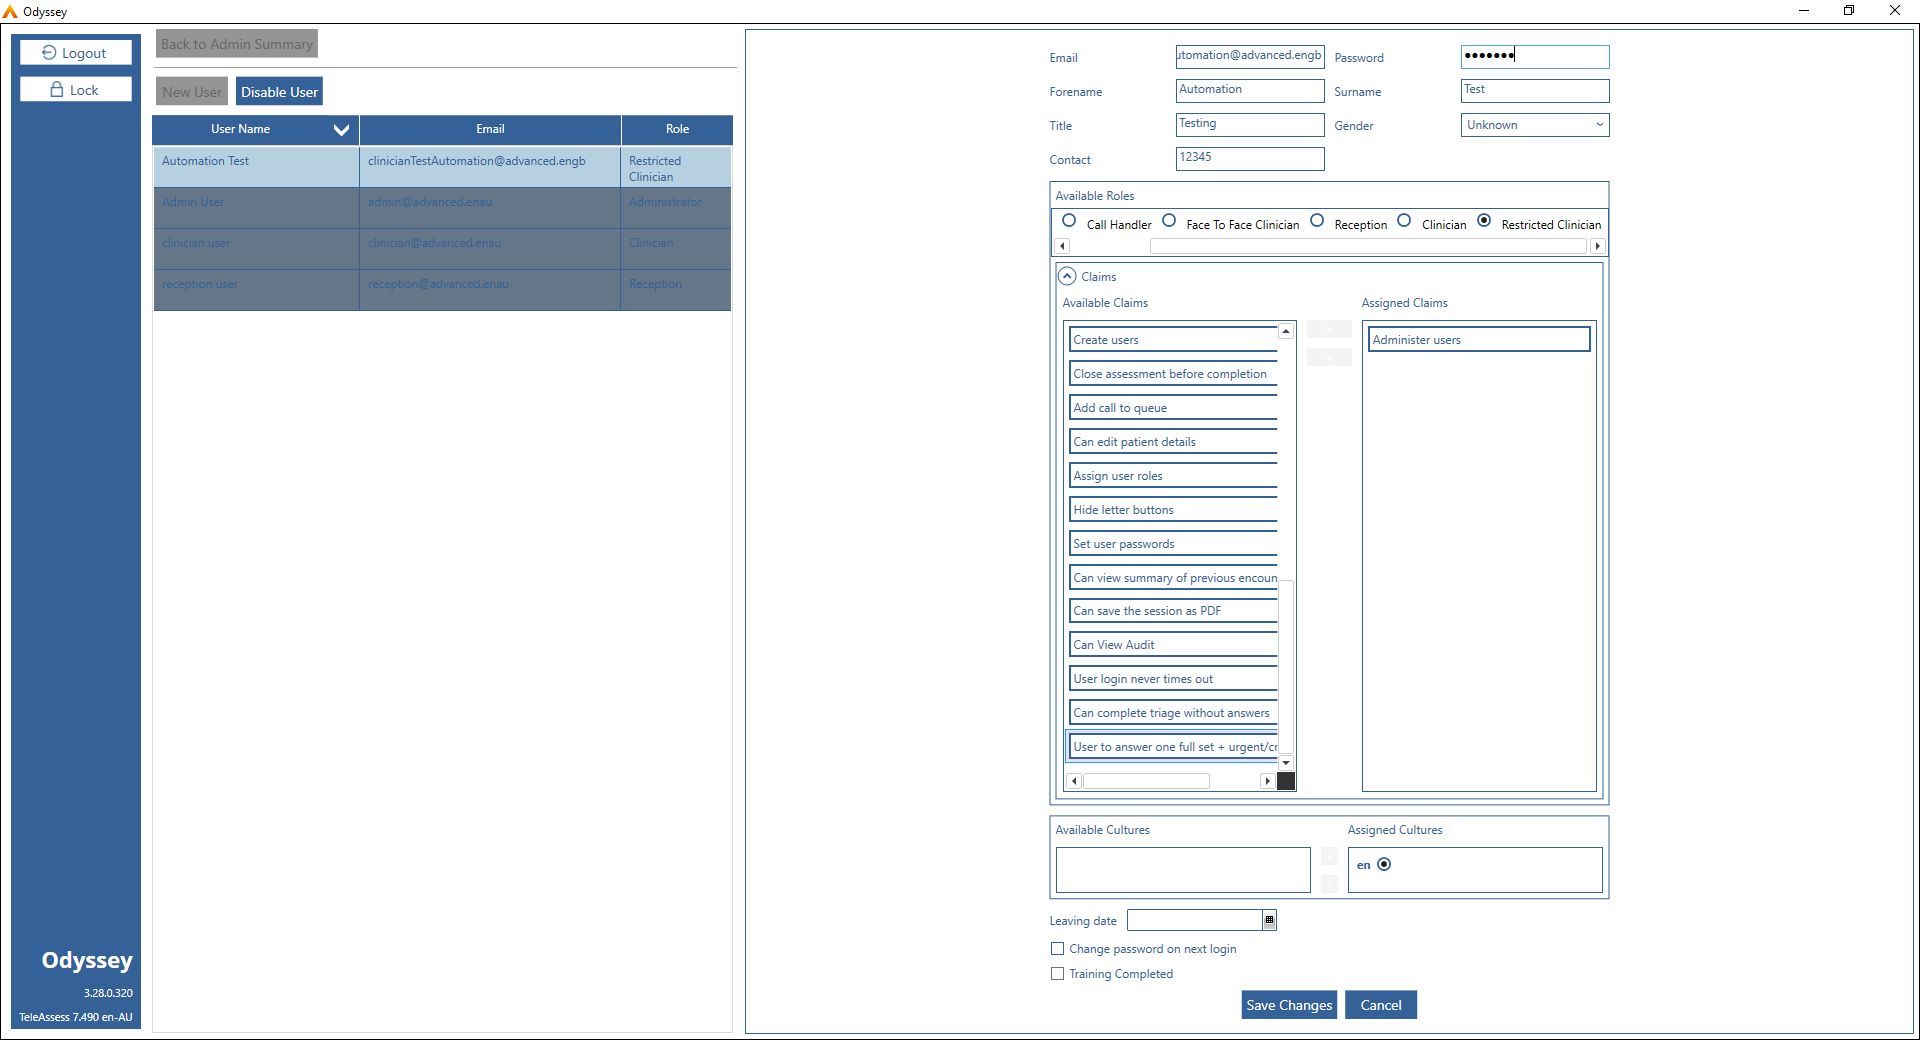 Odyssey
Logout
Lock
Back to Admin Summary
New User
Disable User
User Name
Email
Role
Automation Test
clinicianTestAutomation@advanced.engb
Restricted
Clinician
Admin User
admin@advanced.enau
Administrator
clinician user
clinician@advanced.enau
Clinician
reception user
reception@advanced.enau
Reception
Odyssey
3.28.0.320
TeleAssess 7.490 en-AU
Email
utomation@advanced.engb
Password
•••••••
Forename
Automation
Surname
Test
Title
Testing
Gender
Unknown
Contact
12345
Available Roles
Call Handler
Face To Face Clinician
Reception
Clinician
Restricted Clinician
Claims
Available Claims
Assigned Claims
Create users
Close assessment before completion
Add call to queue
Can edit patient details
Assign user roles
Hide letter buttons
Set user passwords
Can view summary of previous encoun
Can save the session as PDF
Can View Audit
User login never times out
Can complete triage without answers
User to answer one full set + urgent/cr
Administer users
Available Cultures
Assigned Cultures
en
Leaving date
Change password on next login
Training Completed
Save Changes
Cancel